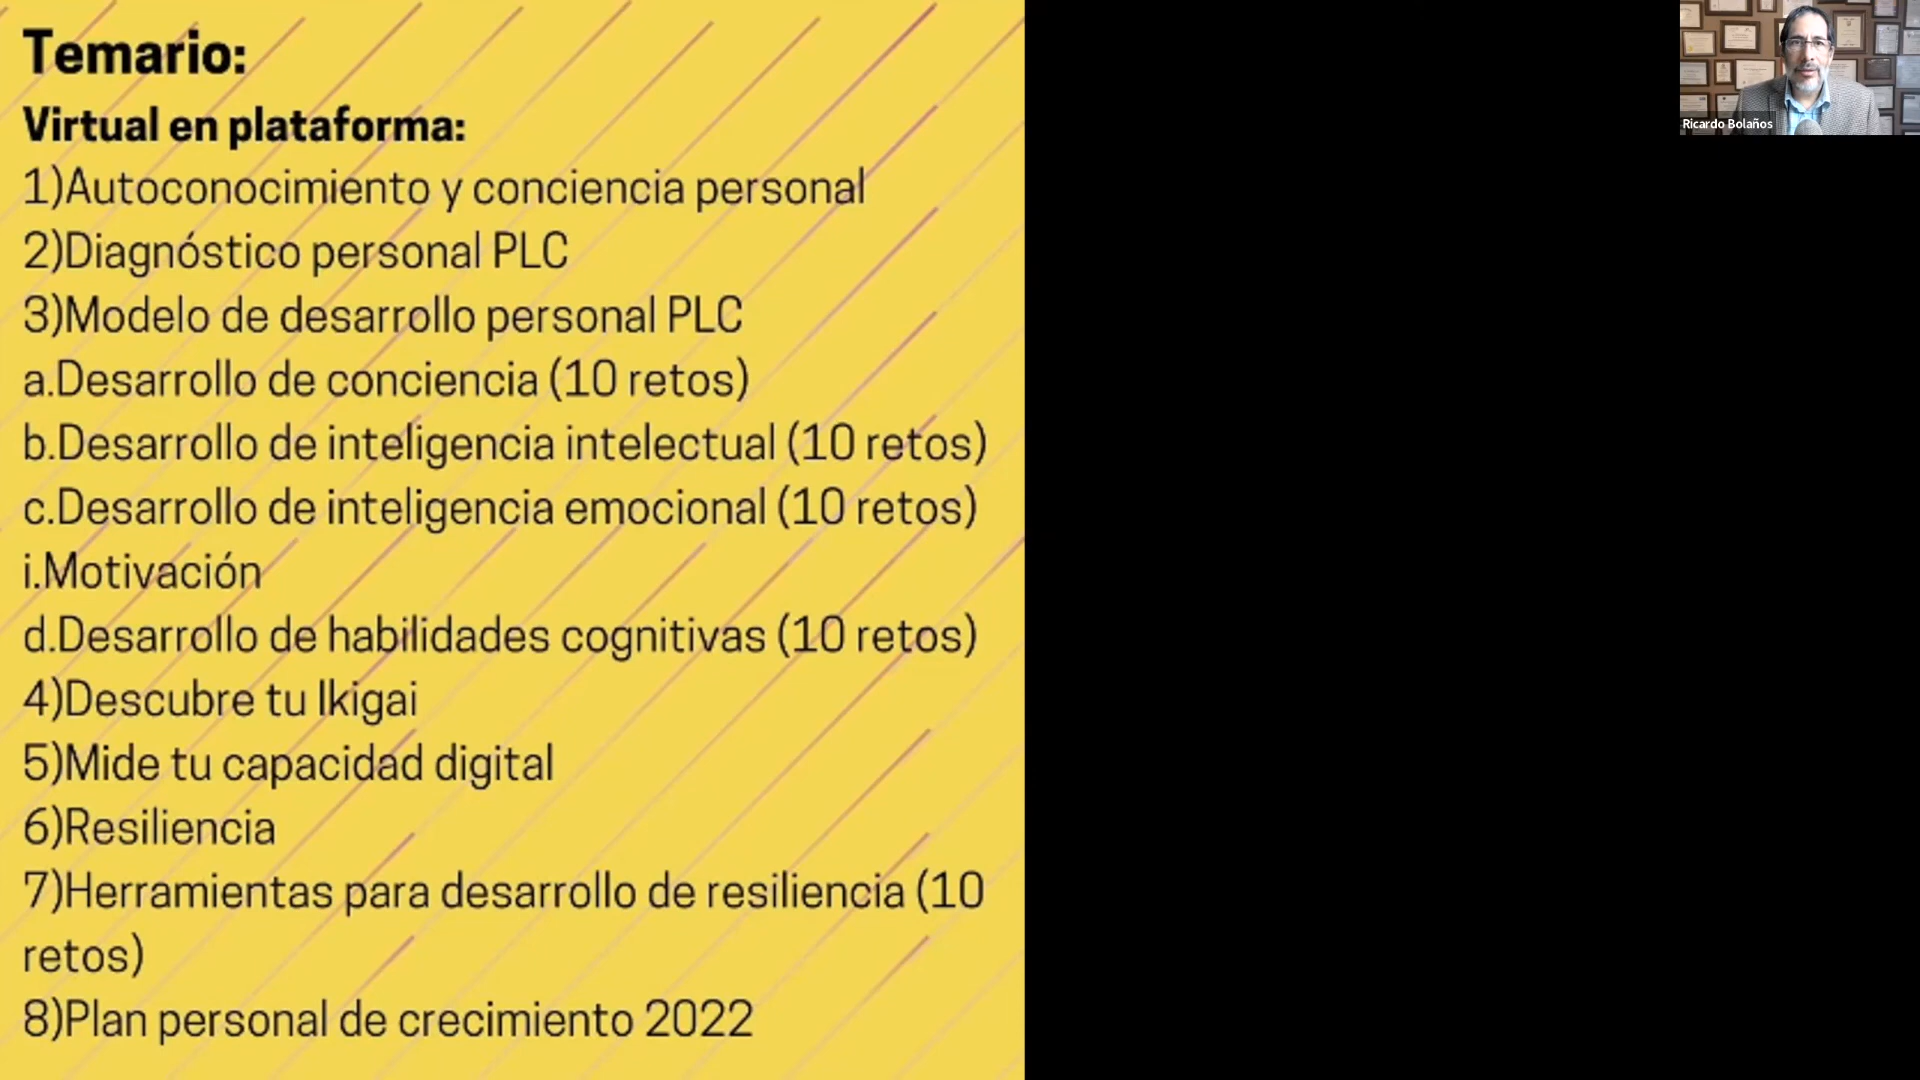 Temario:
Virtual en plataforma:
1)Autoconocimiento y conciencia personal
2)Diagnóstico personal PLC
3)Modelo de desarrollo personal PLC
a.Desarrollo de conciencia (10 retos)
b.Desarrollo de inteligencia intelectual (10 retos)
c.Desarrollo de inteligencia emocional (10 retos)
i.Motivación
d.Desarrollo de habilidades cognitivas (10 retos)
4)Descubre tu Ikigai
5)Mide tu capacidad digital
6)Resiliencia
7)Herramientas para desarrollo de resiliencia (10
retos)
8)Plan personal de crecimiento 2022
Ricardo Bolaños